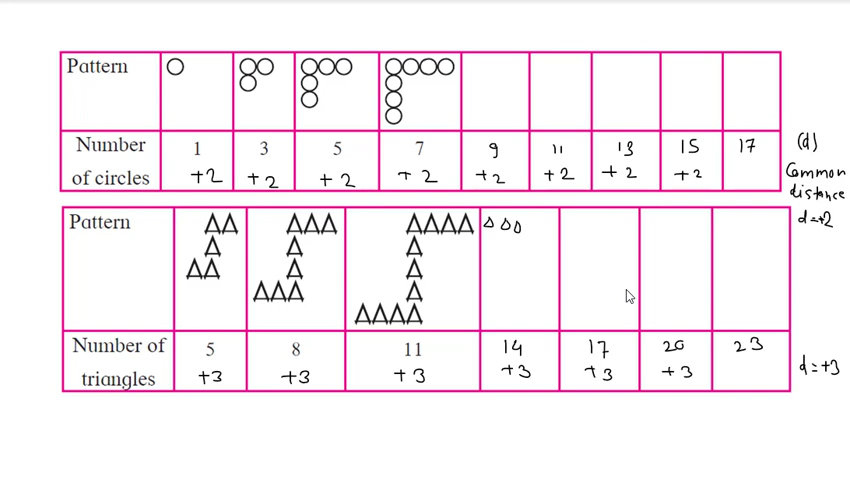 Pattern
Number 1 3 5 7 9 11 13 15 17 (d)
of circles +2 +2 +2 +2 +2 +2 +2 +2 Common
distance
Pattern d=+2
Number of 5 8 11 14 17 20 23
triangles +3 +3 +3 +3 +3 +3 d=+3